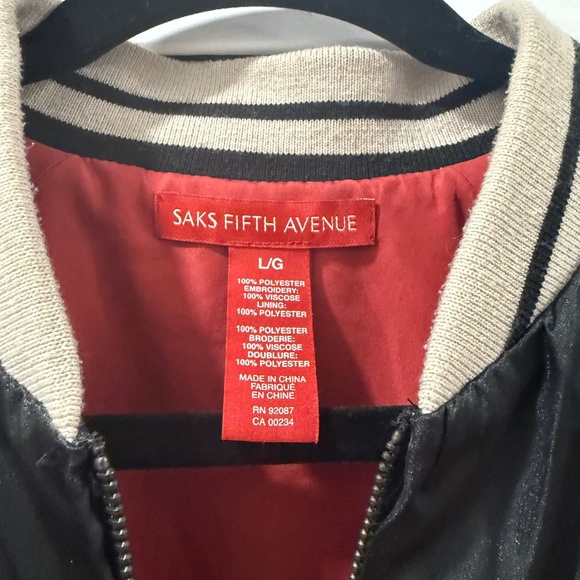 SAKS FIFTH AVENUE
L/G
100% POLYESTER
EMBROIDERY:
100% VISCOSE
LINING:
100% POLYESTER
100% POLYESTER
BRODERIE:
100% VISCOSE
DOUBLURE:
100% POLYESTER
MADE IN CHINA
FABRIQUÉ
EN CHINE
RN 92087
CA 00234